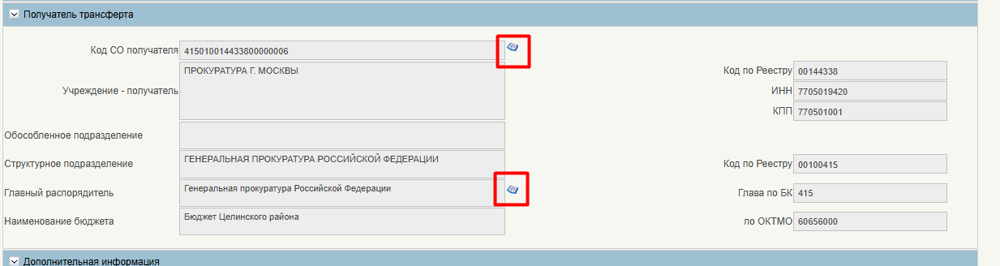 Получатель трансферта
Код СО получателя 415010014433800000006
Учреждение - получатель ПРОКУРАТУРА Г. МОСКВЫ
Код по Реестру 00144338
ИНН 7705019420
КПП 770501001
Обособленное подразделение
Структурное подразделение ГЕНЕРАЛЬНАЯ ПРОКУРАТУРА РОССИЙСКОЙ ФЕДЕРАЦИИ Код по Реестру 00100415
Главный распорядитель Генеральная прокуратура Российской Федерации Глава по БК 415
Наименование бюджета Бюджет Целинского района по ОКТМО 60656000
Дополнительная информация